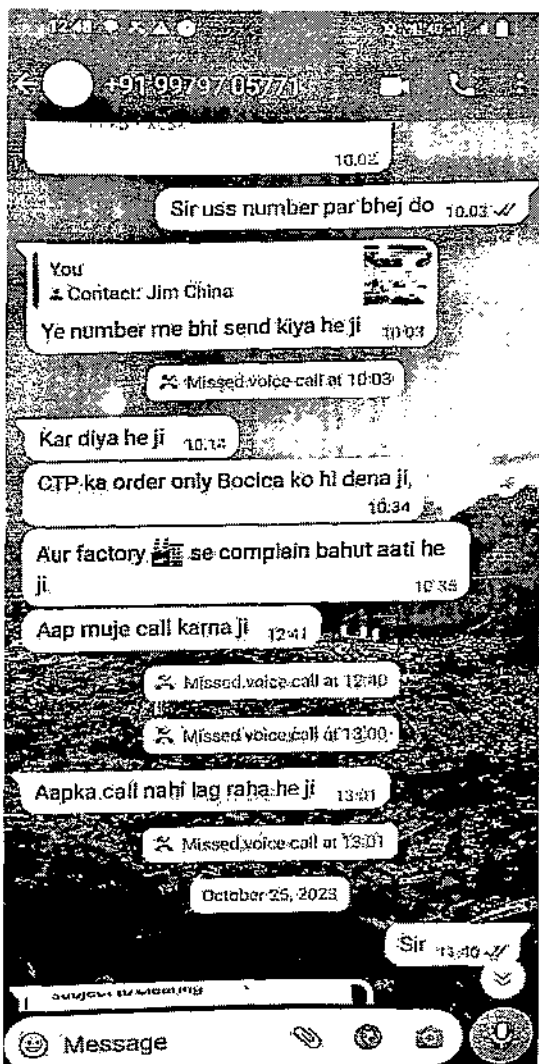 12:48
+91 99797 05771
10.02
Sir uss number par bhej do 10.03
You
Contact: Jim China
Ye number me bhi send kiya he ji 10:03
Missed voice call at 10:03
Kar diya he ji 10:14
CTP ka order only Bocica ko hi dena ji,
10:34
Aur factory se complein bahut aati he
ji. 10:35
Aap muje call karna ji 12:41
Missed voice call at 12:40
Missed voice call at 13:00
Aapka call nahi lag raha he ji 13:01
Missed voice call at 13:01
October 25, 2023
Sir 13:40
Message